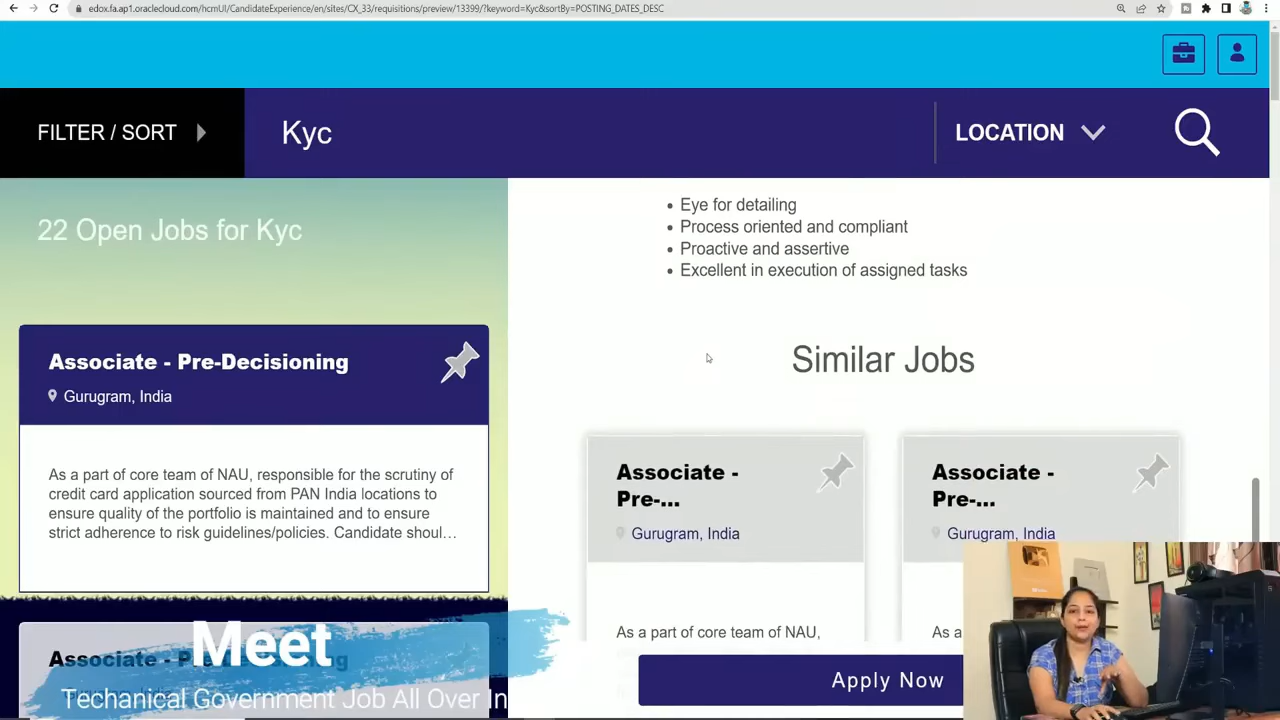 edox.fa.ap1.oraclecloud.com/hcmUI/CandidateExperience/en/sites/CX_33/requisitions/preview/13399/?keyword=Kyc&sortBy=POSTING_DATES_DESC
FILTER / SORT
Kyc
LOCATION
22 Open Jobs for Kyc
Associate - Pre-Decisioning
Gurugram, India
As a part of core team of NAU, responsible for the scrutiny of
credit card application sourced from PAN India locations to
ensure quality of the portfolio is maintained and to ensure
strict adherence to risk guidelines/policies. Candidate shoul...
Associate - Pre-Decisioning
Meet
Techanical Government Job All Over In
Eye for detailing
Process oriented and compliant
Proactive and assertive
Excellent in execution of assigned tasks
Similar Jobs
Associate -
Pre-...
Gurugram, India
As a part of core team of NAU,
Associate -
Pre-...
Gurugram, India
As a
Apply Now